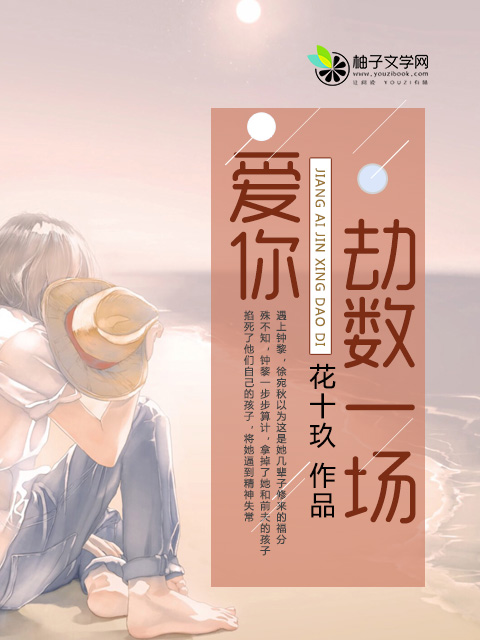 柚子文学网
www.youzibook.com
爱你
JIANG AI JIN XING DAO DI
劫数一场
花十玖 作品
遇上钟黎，徐宛秋以为这是她几辈子修来的福分
殊不知，钟黎一步步算计，拿掉了她和前夫的孩子
掐死了他们自己的孩子，将她逼到精神失常